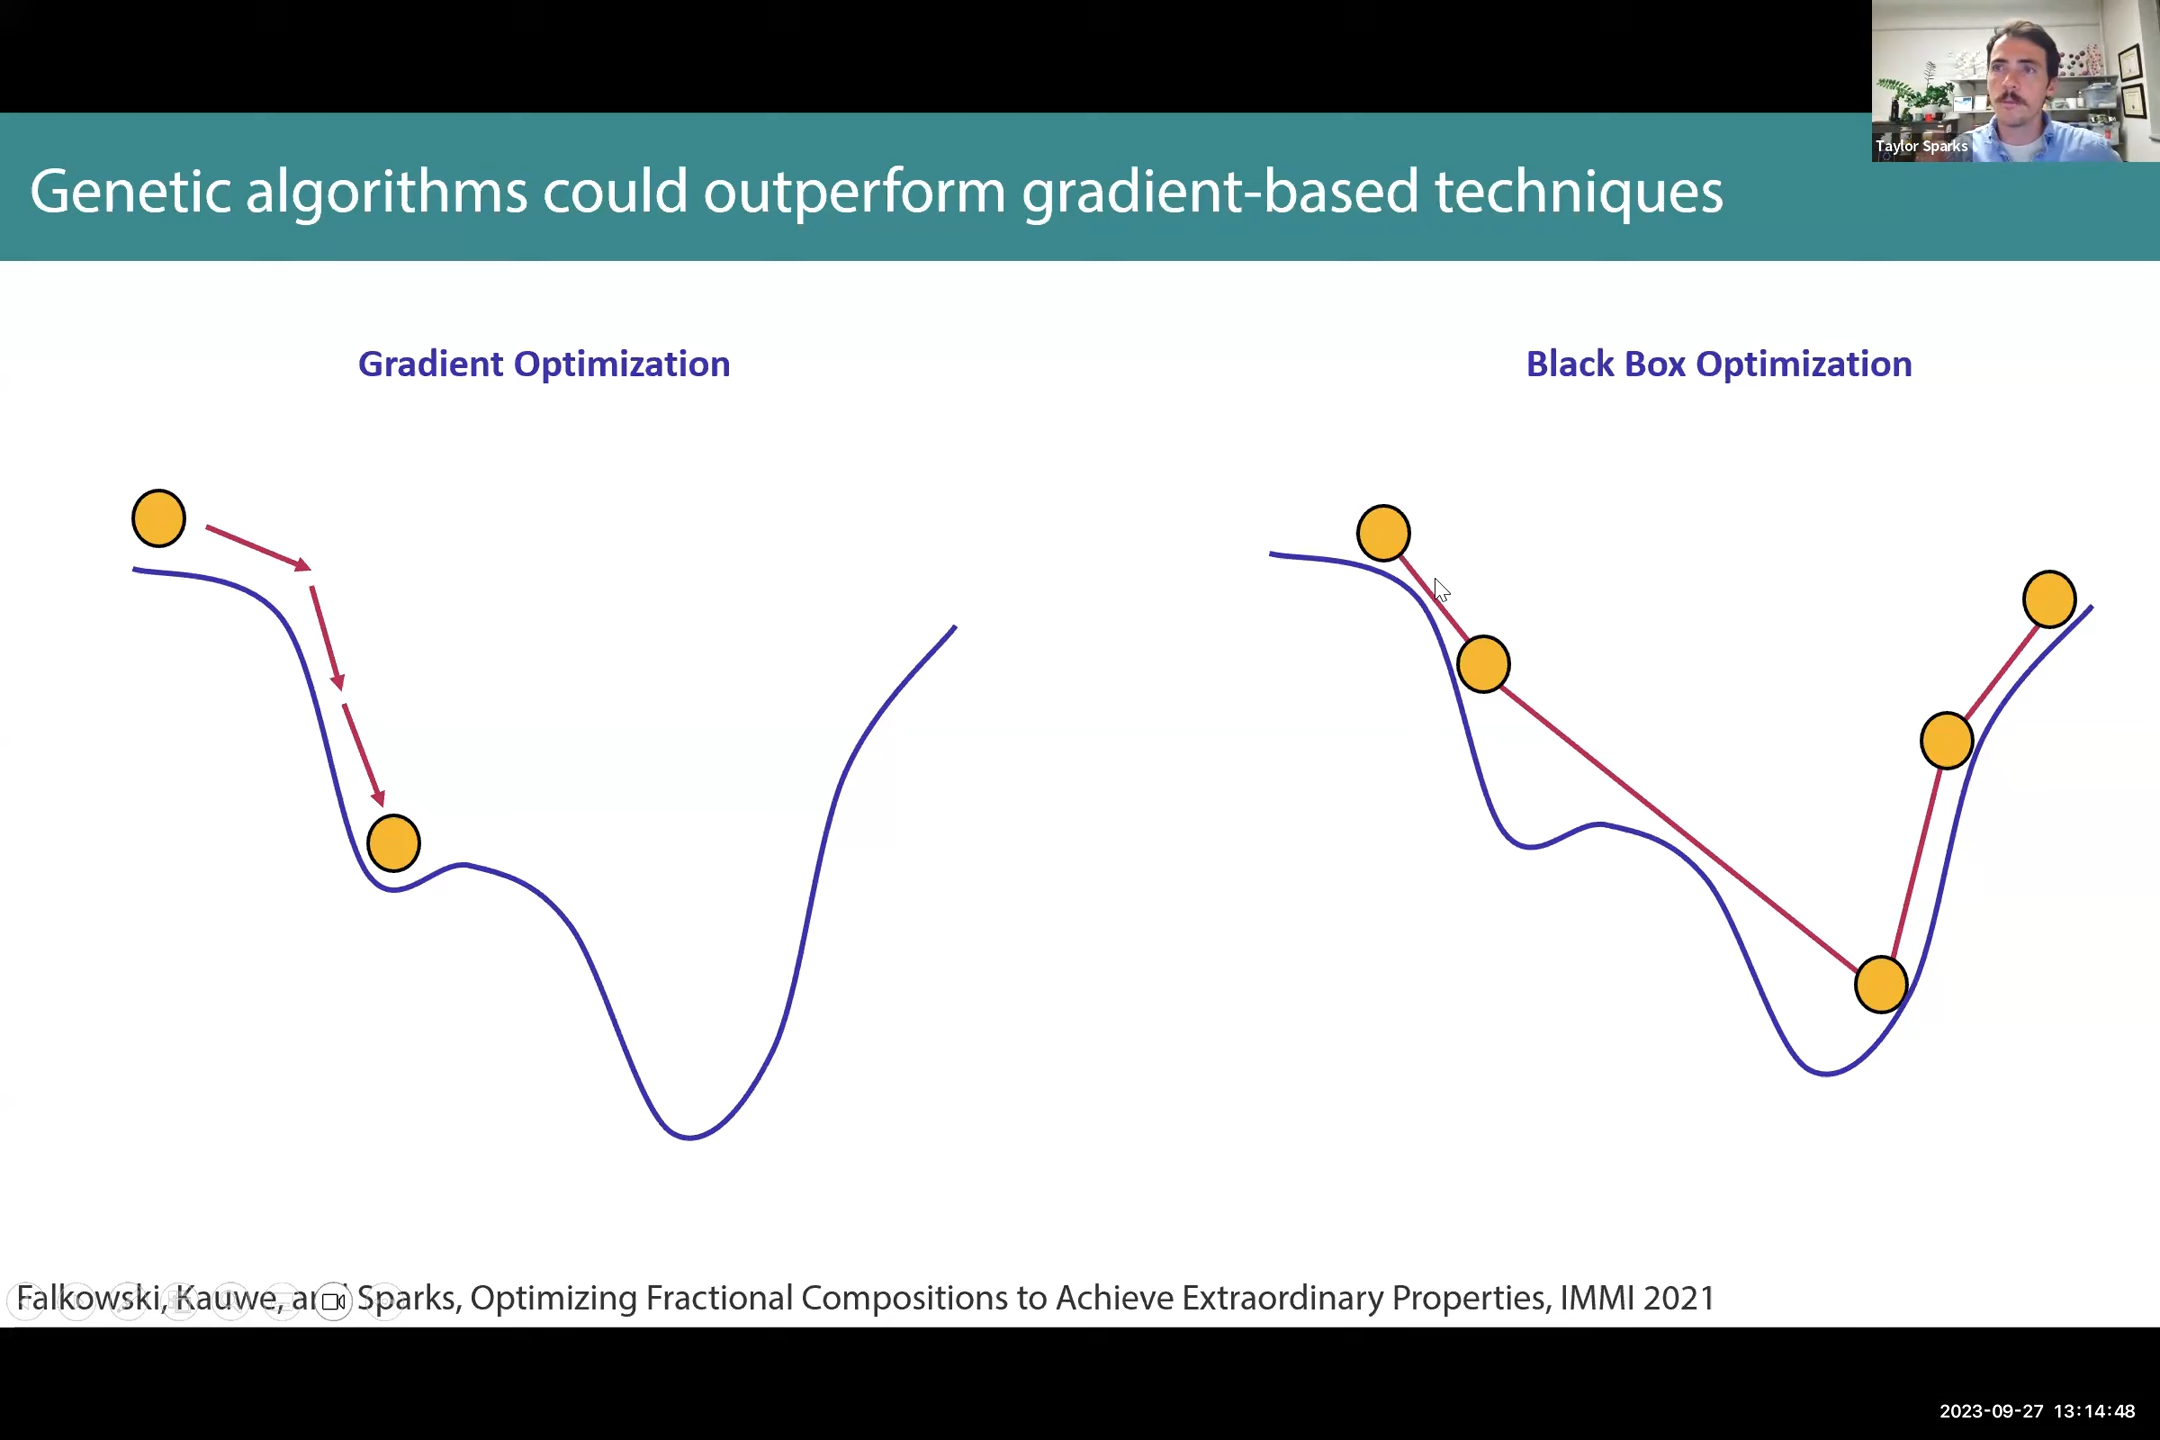 Taylor Sparks
Genetic algorithms could outperform gradient-based techniques
Gradient Optimization
Black Box Optimization
Falkowski, Kauwe, and Sparks, Optimizing Fractional Compositions to Achieve Extraordinary Properties, IMMI 2021
2023-09-27 13:14:48